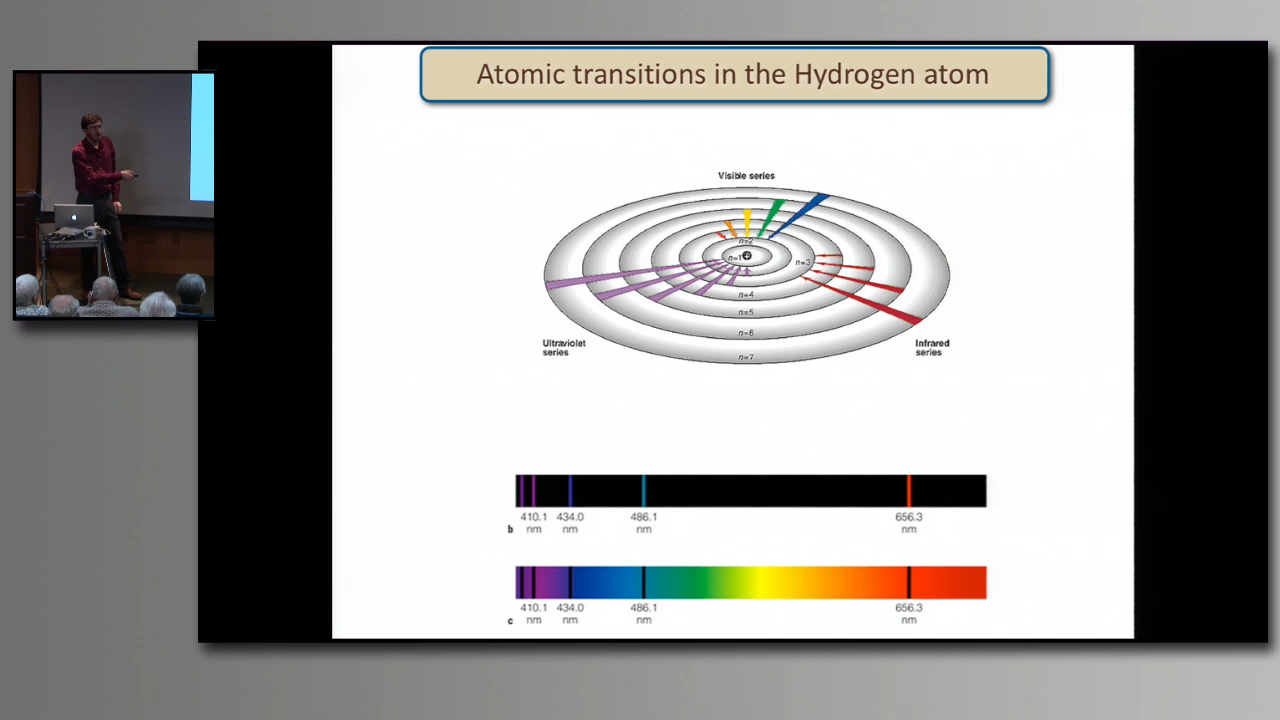 Atomic transitions in the Hydrogen atom
Visible series
n=2
n=1
n=3
n=4
n=5
n=6
n=7
Ultraviolet
series
Infrared
series
410.1 434.0 486.1 656.3
b nm nm nm nm
410.1 434.0 486.1 656.3
c nm nm nm nm